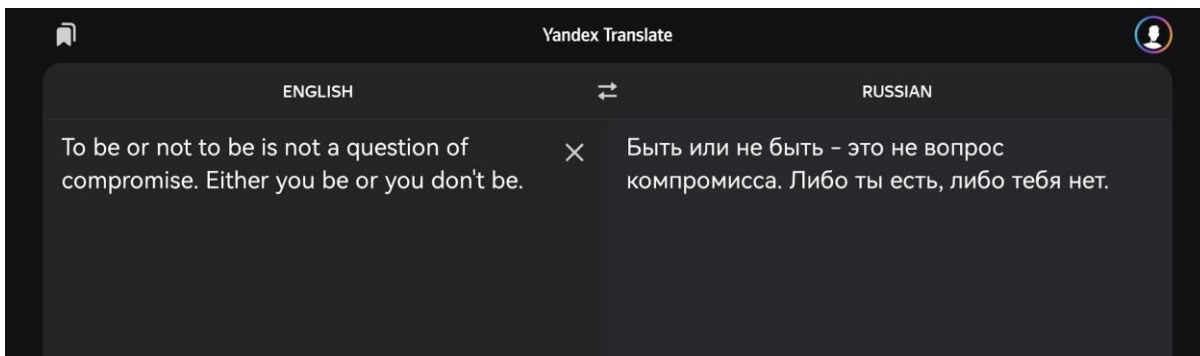 Yandex Translate
ENGLISH
RUSSIAN
To be or not to be is not a question of
compromise. Either you be or you don't be.
Быть или не быть – это не вопрос
компромисса. Либо ты есть, либо тебя нет.